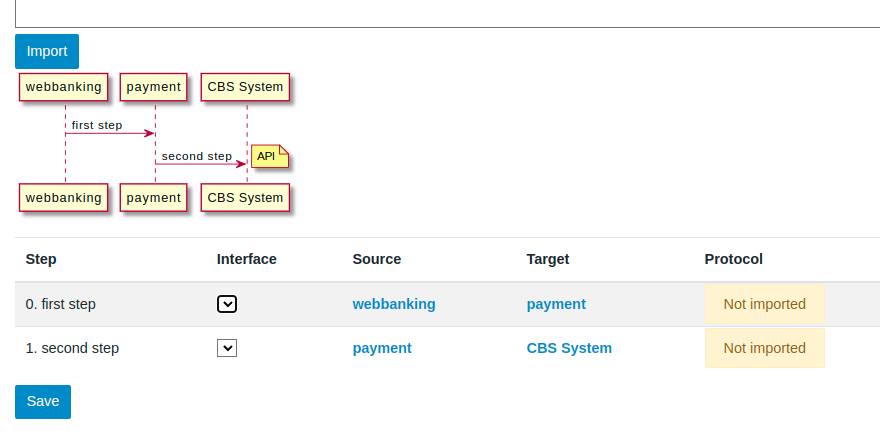 Import
webbanking payment CBS System
first step
second step API
webbanking payment CBS System
Step Interface Source Target Protocol
0. first step webbanking payment Not imported
1. second step payment CBS System Not imported
Save